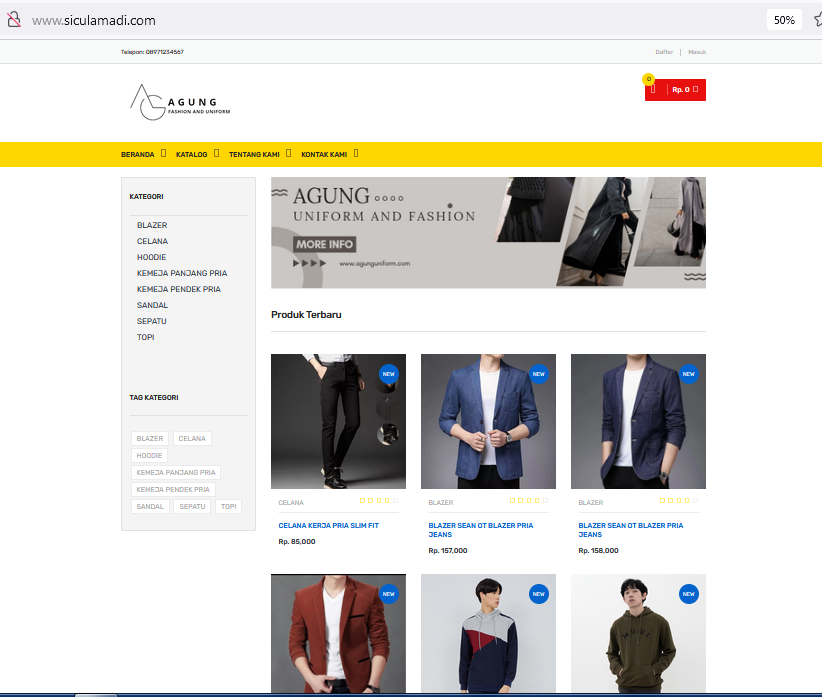 www.siculamadi.com
50%
Telepon: 08971234567
Daftar | Masuk
AGUNG
FASHION AND UNIFORM
0
Rp. 0
BERANDA KATALOG TENTANG KAMI KONTAK KAMI
KATEGORI
BLAZER
CELANA
HOODIE
KEMEJA PANJANG PRIA
KEMEJA PENDEK PRIA
SANDAL
SEPATU
TOPI
TAG KATEGORI
BLAZER CELANA
HOODIE
KEMEJA PANJANG PRIA
KEMEJA PENDEK PRIA
SANDAL SEPATU TOPI
AGUNG
UNIFORM AND FASHION
MORE INFO
www.agunguniform.com
Produk Terbaru
NEW
CELANA
CELANA KERJA PRIA SLIM FIT
Rp. 85,000
NEW
BLAZER
BLAZER SEAN OT BLAZER PRIA
JEANS
Rp. 157,000
NEW
BLAZER
BLAZER SEAN OT BLAZER PRIA
JEANS
Rp. 158,000
NEW
NEW
NEW